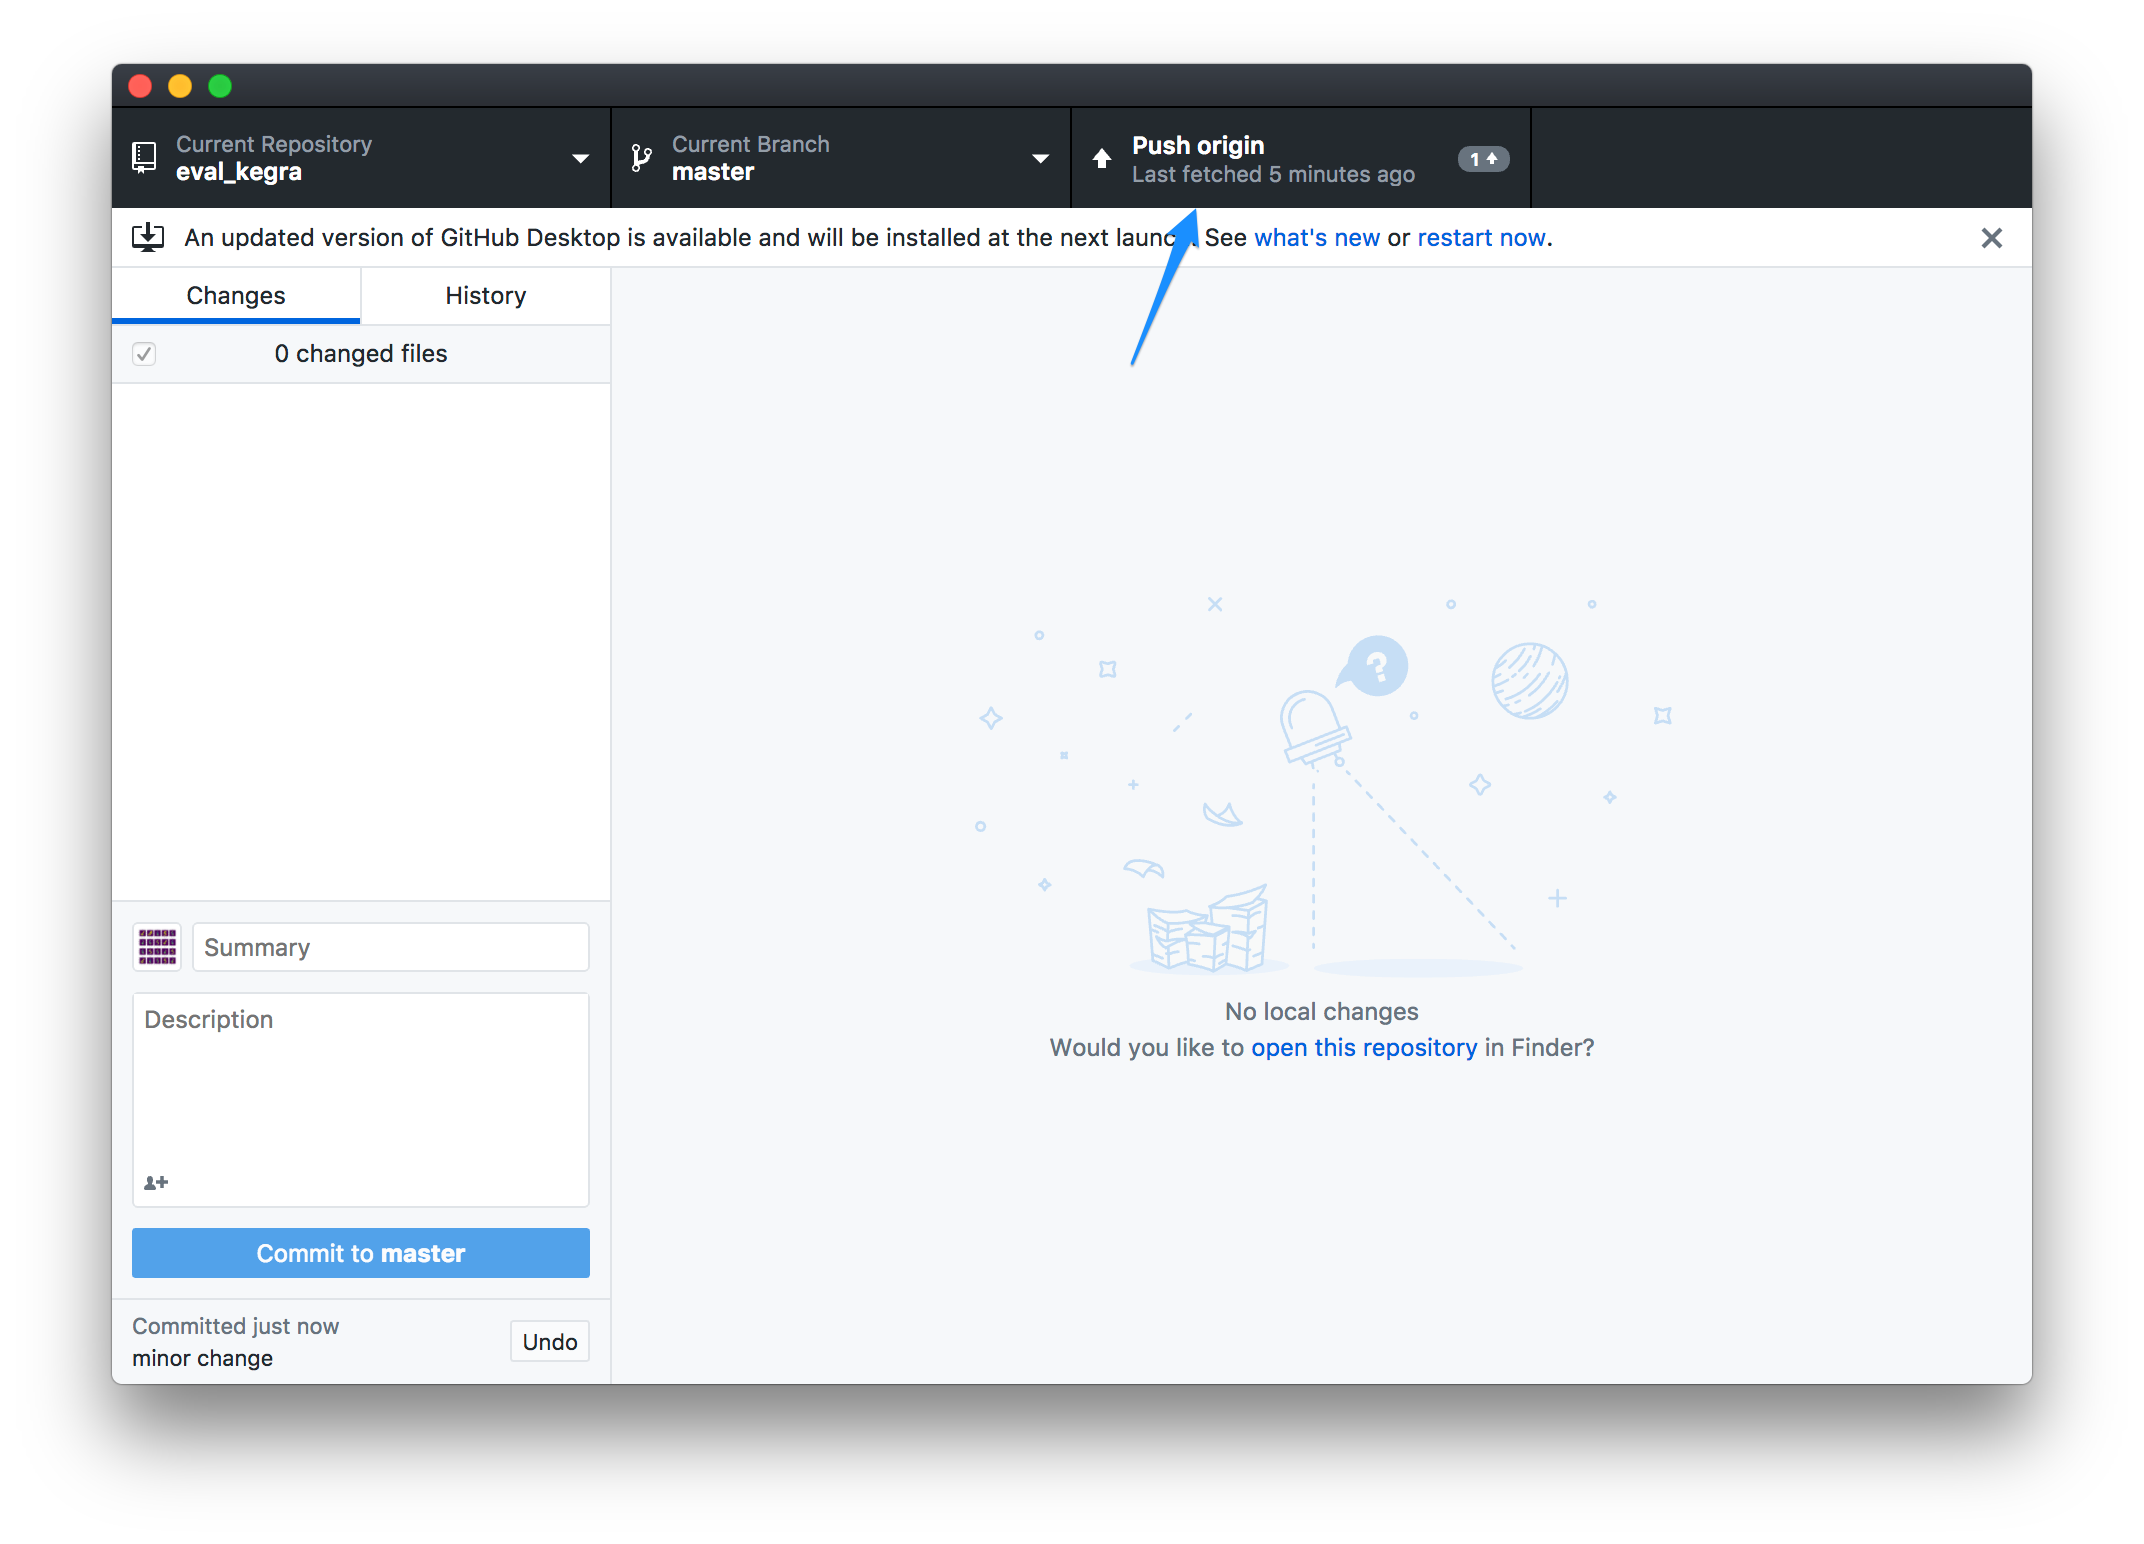 Current Repository
eval_kegra
Current Branch
master
Push origin
Last fetched 5 minutes ago
1
An updated version of GitHub Desktop is available and will be installed at the next launch. See what's new or restart now.
Changes
History
0 changed files
?
No local changes
Would you like to open this repository in Finder?
Summary
Description
Commit to master
Committed just now
minor change
Undo